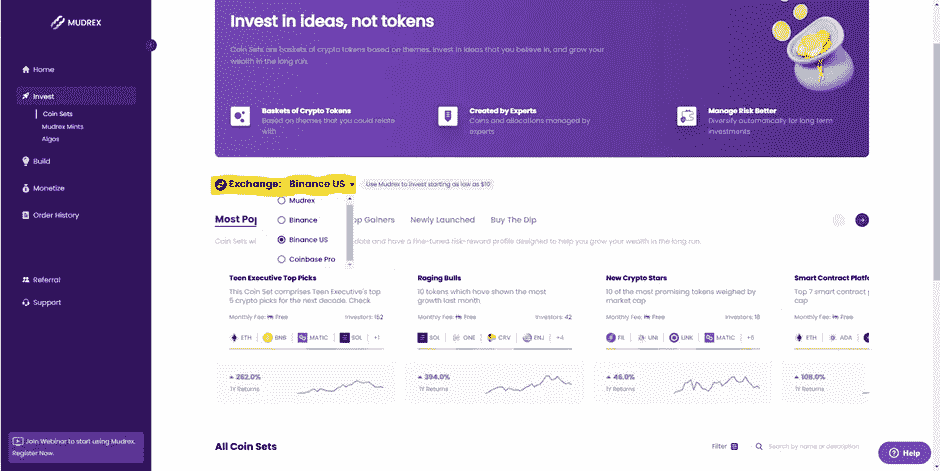 MUDREX
Home
Invest
Coin Sets
Mudrex Mints
Algos
Build
Monetize
Order History
Referral
Support
Join Webinar to start using Mudrex.
Register Now.
Invest in ideas, not tokens
Coin Sets are baskets of crypto tokens based on themes. Invest in ideas that you believe in, and grow your
wealth in the long run.
Baskets of Crypto Tokens
Based on themes that you could relate
with
Created by Experts
Coins and allocations managed by
experts
Manage Risk Better
Diversify automatically for long term
investments
Exchange: Binance US
Use Mudrex to invest starting as low as $10
Mudrex
Binance
Binance US
Coinbase Pro
Most Pop
op Gainers
Newly Launched
Buy The Dip
Coin Sets wi
date and have a fine-tuned risk-reward profile designed to help you grow your wealth in the long run.
Teen Executive Top Picks
This Coin Set comprises Teen Executive's top
5 crypto picks for the next decade. Check
Monthly Fee: Free
Investors: 162
ETH
BNB
MATIC
SOL
+1
262.0%
1Y Returns
Raging Bulls
10 tokens which have shown the most
growth last month.
Monthly Fee: Free
Investors: 42
SOL
ONE
CRV
ENJ
+4
394.0%
1Y Returns
New Crypto Stars
10 of the most promising tokens weighed by
market cap
Monthly Fee: Free
Investors: 18
FIL
UNI
LINK
MATIC
+6
46.0%
1Y Returns
Smart Contract Platf
Top 7 smart contract
cap
Monthly Fee: Free
ETH
ADA
108.0%
1Y Returns
All Coin Sets
Filter
Search by name or description
Help